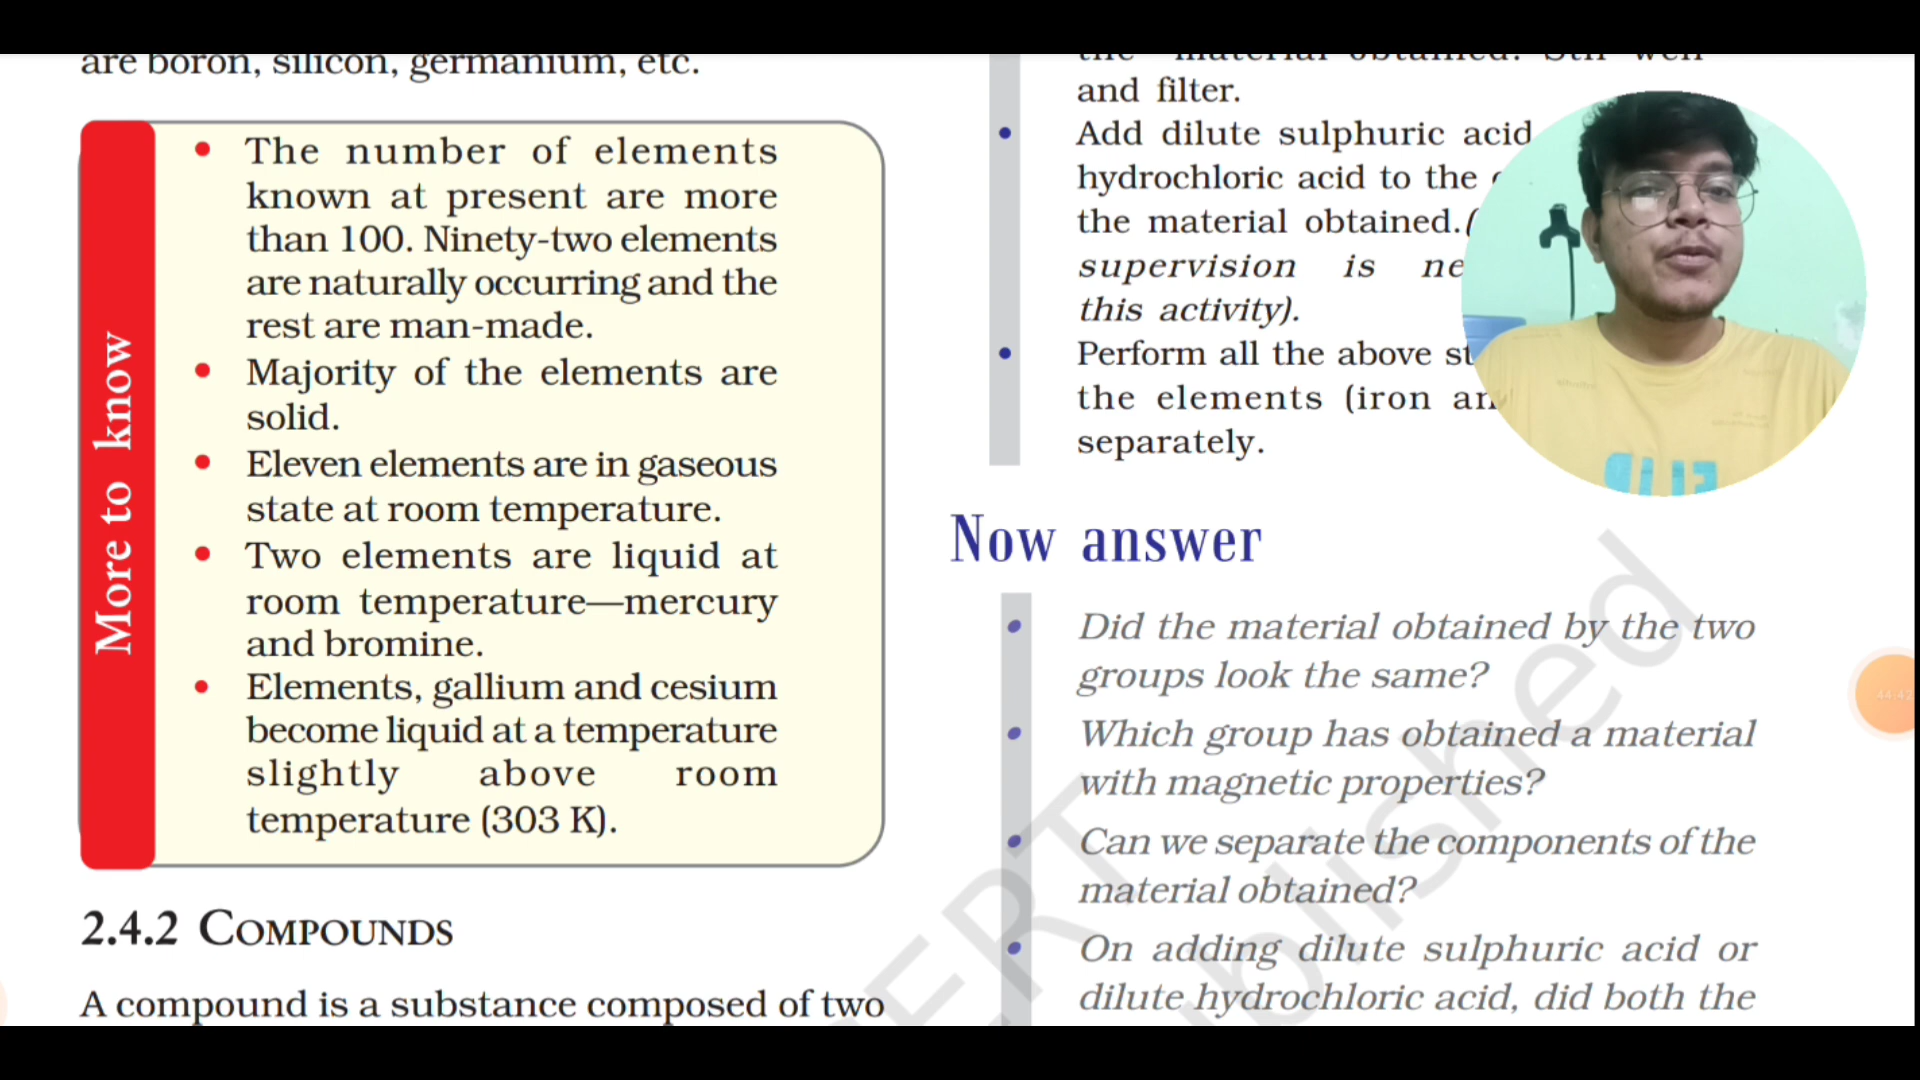 are boron, silicon, germanium, etc.
More to know
• The number of elements
known at present are more
than 100. Ninety-two elements
are naturally occurring and the
rest are man-made.
• Majority of the elements are
solid.
• Eleven elements are in gaseous
state at room temperature.
• Two elements are liquid at
room temperature—mercury
and bromine.
• Elements, gallium and cesium
become liquid at a temperature
slightly above room
temperature (303 K).
2.4.2 COMPOUNDS
A compound is a substance composed of two
the material obtained. Stir well
and filter.
• Add dilute sulphuric acid
hydrochloric acid to the
the material obtained.(
supervision is
this activity).
• Perform all the above
the elements (iron
separately.
Now answer
• Did the material obtained by the two
groups look the same?
• Which group has obtained a material
with magnetic properties?
• Can we separate the components of the
material obtained?
• On adding dilute sulphuric acid or
dilute hydrochloric acid, did both the
44:42